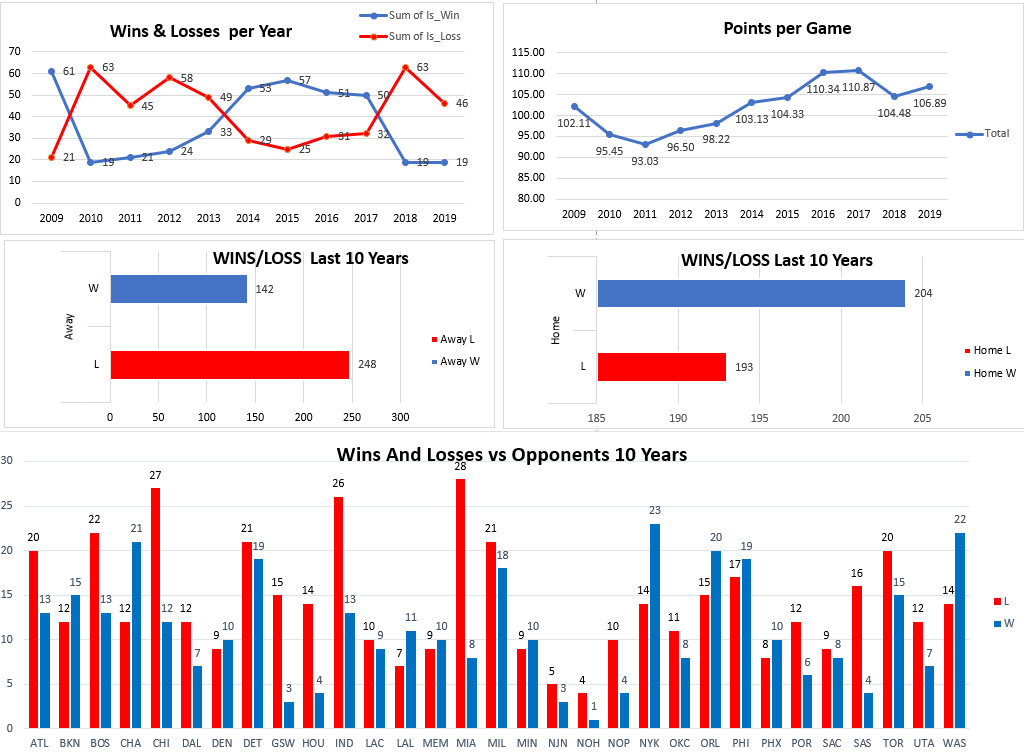 Wins & Losses per Year
Sum of Is_Win
Sum of Is_Loss
70
60
50
40
30
20
10
0
61 63 58 49 53 57 51 50 63 46
21 19 45 21 24 33 29 25 31 32 19 19
2009 2010 2011 2012 2013 2014 2015 2016 2017 2018 2019
Points per Game
115.00
110.00
105.00
100.00
95.00
90.00
85.00
80.00
102.11 95.45 93.03 96.50 98.22 103.13 104.33 110.34 110.87 104.48 106.89
Total
2009 2010 2011 2012 2013 2014 2015 2016 2017 2018 2019
WINS/LOSS Last 10 Years
Away
W 142
L 248
Away L
Away W
0 50 100 150 200 250 300
WINS/LOSS Last 10 Years
Home
W 204
L 193
Home L
Home W
185 190 195 200 205
Wins And Losses vs Opponents 10 Years
30
25
20
15
10
5
0
20 13 12 15 22 13 12 21 27 12 12 7 9 10 21 19 15 3 14 4 26 13 10 9 7 11 9 10 28 8 21 18 9 10 5 3 4 1 10 4 14 23 11 8 15 20 17 19 8 10 12 6 9 8 16 4 20 15 12 7 14 22
L
W
ATL BKN BOS CHA CHI DAL DEN DET GSW HOU IND LAC LAL MEM MIA MIL MIN NJN NOH NOP NYK OKC ORL PHI PHX POR SAC SAS TOR UTA WAS